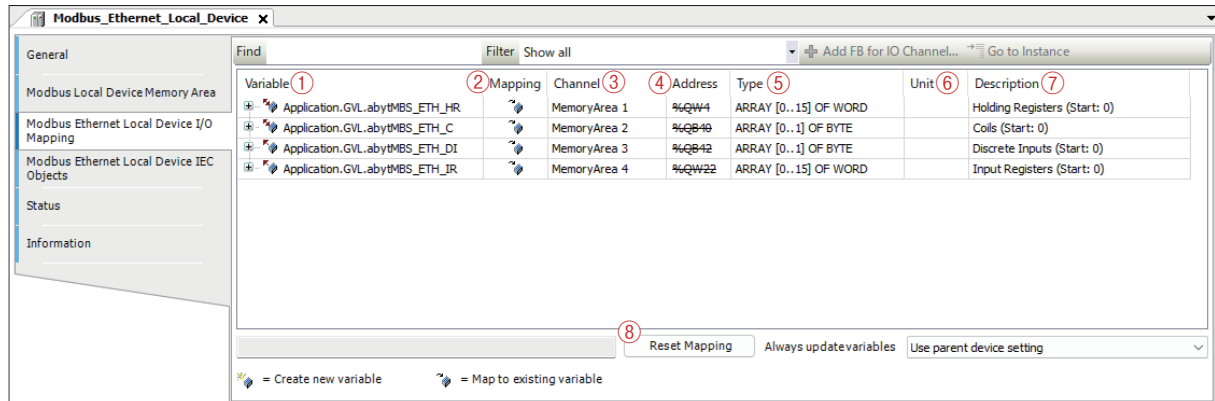 Modbus_Ethernet_Local_Device X
General
Modbus Local Device Memory Area
Modbus Ethernet Local Device I/O
Mapping
Modbus Ethernet Local Device IEC
Objects
Status
Information
Find Filter Show all Add FB for IO Channel... Go to Instance
Variable ① ② Mapping Channel ③ ④ Address Type ⑤ Unit ⑥ Description ⑦
Application.GVL.abytMBS_ETH_HR MemoryArea 1 %QW4 ARRAY [0..15] OF WORD Holding Registers (Start: 0)
Application.GVL.abytMBS_ETH_C MemoryArea 2 %QB40 ARRAY [0..1] OF BYTE Coils (Start: 0)
Application.GVL.abytMBS_ETH_DI MemoryArea 3 %QB42 ARRAY [0..1] OF BYTE Discrete Inputs (Start: 0)
Application.GVL.abytMBS_ETH_IR MemoryArea 4 %QW22 ARRAY [0..15] OF WORD Input Registers (Start: 0)
⑧ Reset Mapping Always update variables Use parent device setting
= Create new variable = Map to existing variable